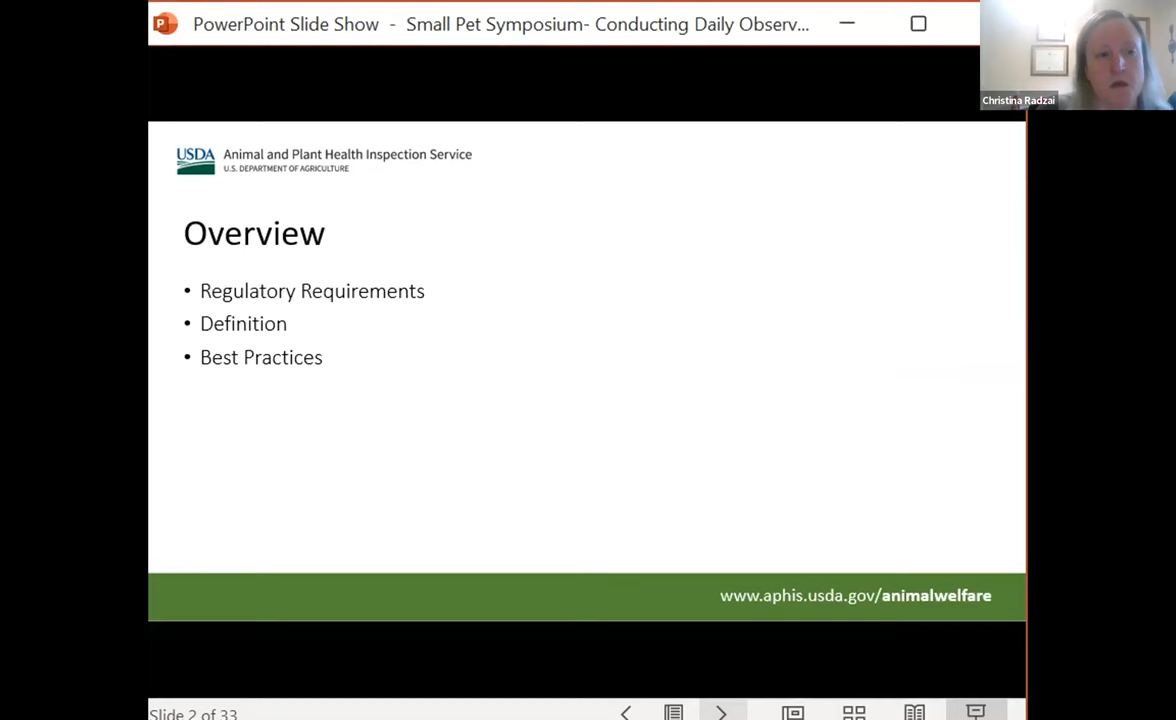 PowerPoint Slide Show - Small Pet Symposium- Conducting Daily Observ...
Christina Radzai
USDA Animal and Plant Health Inspection Service
U.S. DEPARTMENT OF AGRICULTURE
Overview
• Regulatory Requirements
• Definition
• Best Practices
www.aphis.usda.gov/animalwelfare
Slide 2 of 33